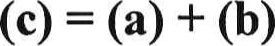 (c) = (a) + (b)